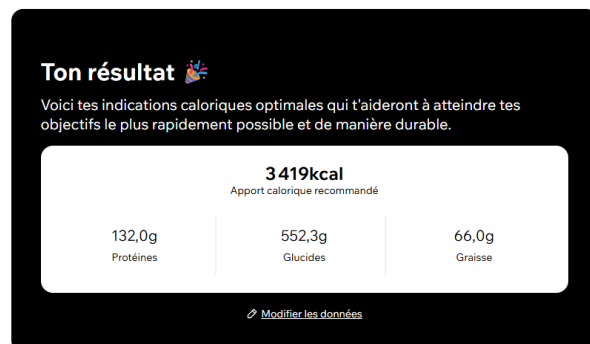 Ton résultat 🎉
Voici tes indications caloriques optimales qui t'aideront à atteindre tes
objectifs le plus rapidement possible et de manière durable.
3 419kcal
Apport calorique recommandé
132,0g
552,3g
66,0g
Protéines
Glucides
Graisse
Modifier les données